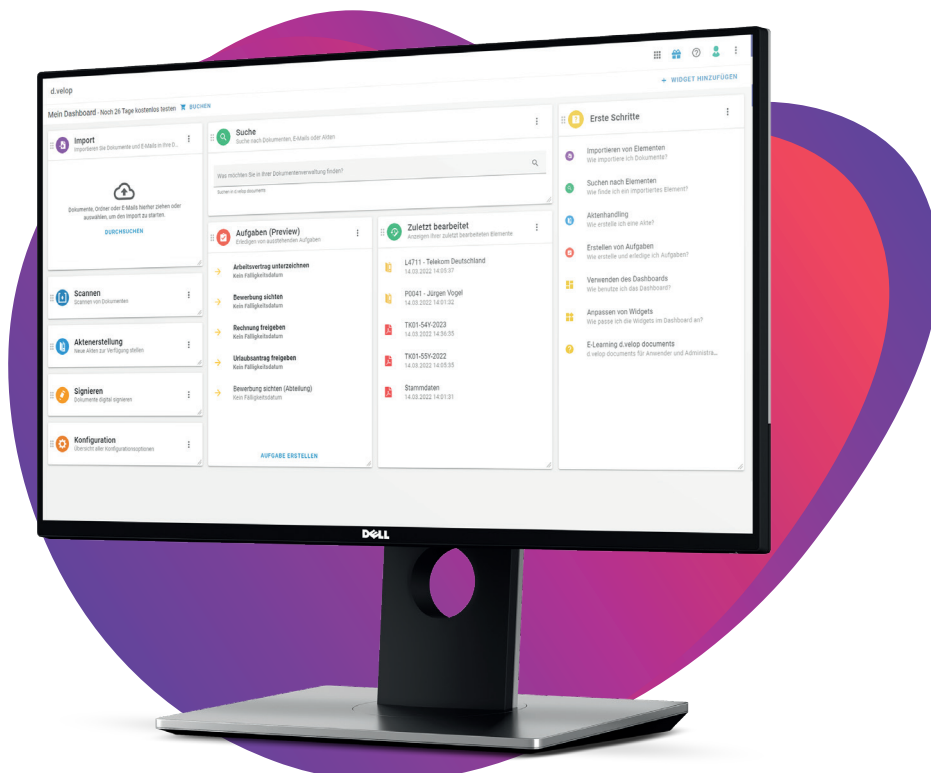 d.velop
Mein Dashboard - Noch 26 Tage kostenlos testen SUCHEN
+ WIDGET HINZUFÜGEN
Import
Importieren Sie Dokumente und E-Mails in Ihre D...
Dokumente, Ordner oder E-Mails hierher ziehen oder
auswählen, um den Import zu starten.
DURCHSUCHEN
Scannen
Scannen von Dokumenten
Aktenerstellung
Neue Akten zur Verfügung stellen
Signieren
Dokumente digital signieren
Konfiguration
Übersicht aller Konfigurationsoptionen
Suche
Suche nach Dokumenten, E-Mails oder Akten
Was möchten Sie in Ihrer Dokumentenverwaltung finden?
Suchen in d.velop documents
Aufgaben (Preview)
Erledigen von ausstehenden Aufgaben
Arbeitsvertrag unterzeichnen
Kein Fälligkeitsdatum
Bewerbung sichten
Kein Fälligkeitsdatum
Rechnung freigeben
Kein Fälligkeitsdatum
Urlaubsantrag freigeben
Kein Fälligkeitsdatum
Bewerbung sichten (Abteilung)
Kein Fälligkeitsdatum
AUFGABE ERSTELLEN
Zuletzt bearbeitet
Anzeigen Ihrer zuletzt bearbeiteten Elemente
L4711 - Telekom Deutschland
14.03.2022 14:05:37
P0041 - Jürgen Vogel
14.03.2022 14:01:32
TK01-54Y-2023
14.03.2022 14:56:55
TK01-55Y-2022
14.03.2022 14:05:35
Stammdaten
14.03.2022 14:01:31
Erste Schritte
Importieren von Elementen
Wie importiere ich Dokumente?
Suchen nach Elementen
Wie finde ich ein importiertes Element?
Aktenhandling
Wie erstelle ich eine Akte?
Erstellen von Aufgaben
Wie erstelle und erledige ich Aufgaben?
Verwenden des Dashboards
Wie benutze ich das Dashboard?
Anpassen von Widgets
Wie passe ich die Widgets im Dashboard an?
E-Learning d.velop documents
d.velop documents für Anwender und Administra...
DELL